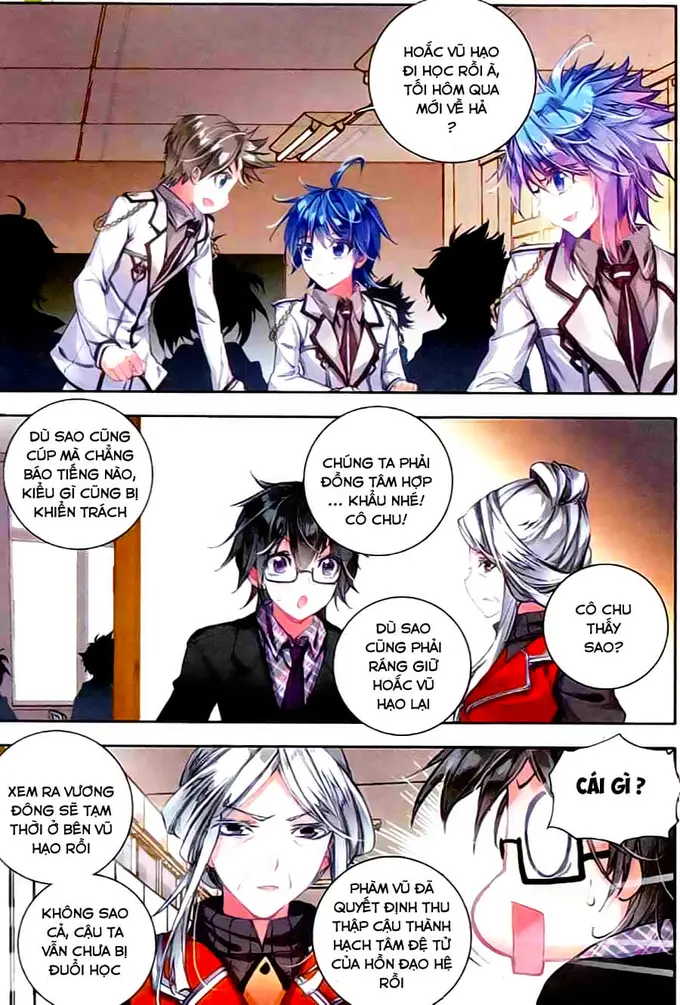 HOẮC VŨ HẠO
ĐI HỌC RỒI À,
TỐI HÔM QUA
MỚI VỀ HẢ
?
DÙ SAO CŨNG
CÚP MÀ CHẲNG
BÁO TIẾNG NÀO,
KIỂU GÌ CŨNG BỊ
KHIỂN TRÁCH
CHÚNG TA PHẢI
ĐỒNG TÂM HỢP
... KHẨU NHÉ!
CÔ CHU!
DÙ SAO
CŨNG PHẢI
RÁNG GIỮ
HOẮC VŨ
HẠO LẠI
CÔ CHU
THẤY
SAO?
XEM RA VƯƠNG
ĐÔNG SẼ TẠM
THỜI Ở BÊN VŨ
HẠO RỒI
KHÔNG SAO
CẢ, CẬU TA
VẪN CHƯA BỊ
ĐUỔI HỌC
PHÀM VŨ ĐÃ
QUYẾT ĐỊNH THU
THẬP CẬU THÀNH
HẠCH TÂM ĐỆ TỬ
CỦA HỒN ĐẠO HỆ
RỒI
CÁI GÌ ?